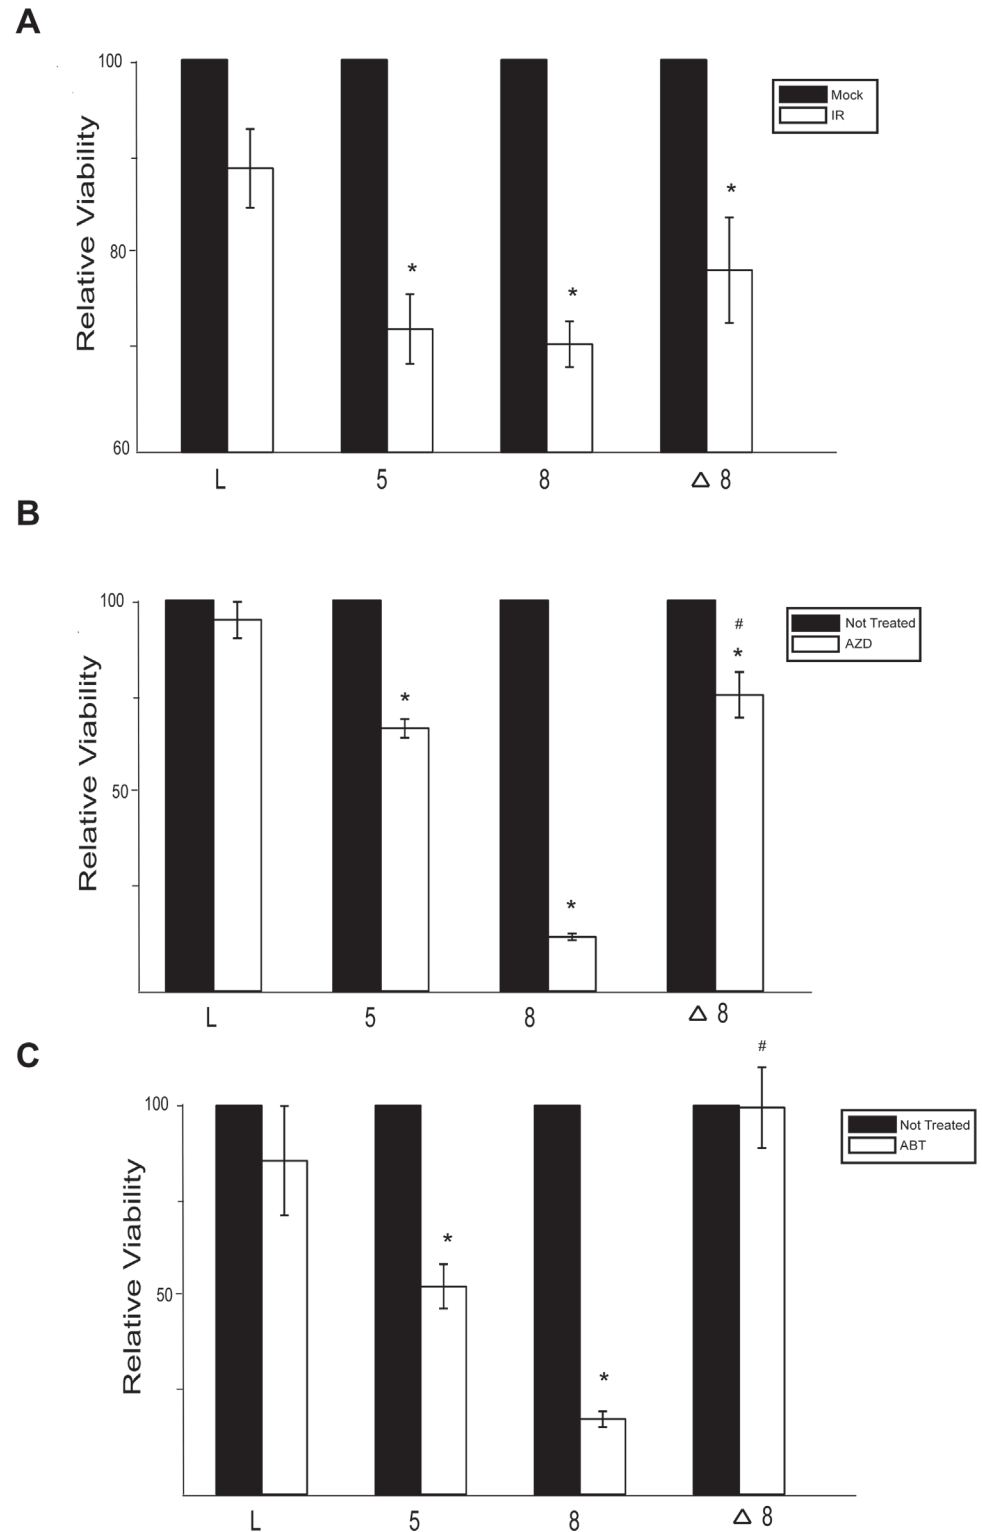 A
100
80
60
Relative Viability
Mock
IR
*
*
*
L 5 8 △ 8
B
100
50
Relative Viability
Not Treated
AZD
*
*
#
*
L 5 8 △ 8
C
100
50
Relative Viability
Not Treated
ABT
*
*
#
L 5 8 △ 8